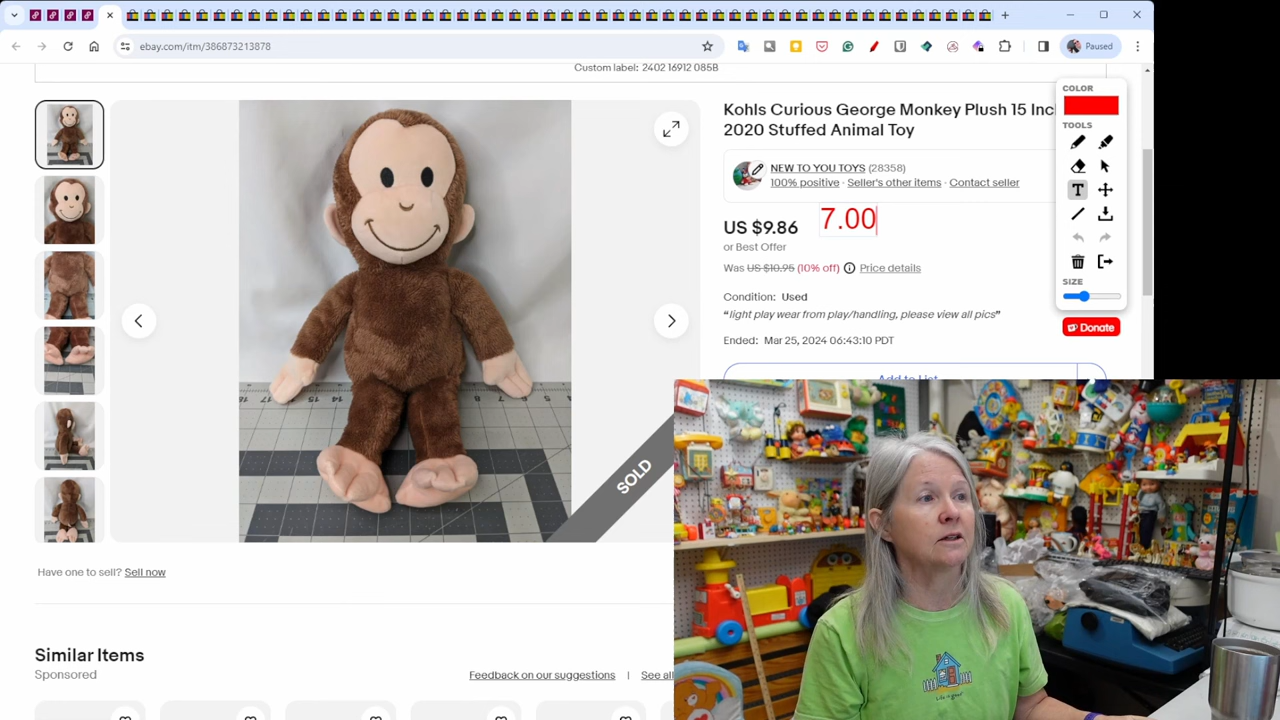 Paused
ebay.com/itm/386873213878
Custom label: 2402 16912 085B
Kohls Curious George Monkey Plush 15 Inc
2020 Stuffed Animal Toy
NEW TO YOU TOYS (28358)
100% positive · Seller's other items · Contact seller
US $9.86 7.00
or Best Offer
Was US $10.95 (10% off) Price details
Condition: Used
“light play wear from play/handling, please view all pics”
Ended: Mar 25, 2024 06:43:10 PDT
Add to List
COLOR
TOOLS
T
SIZE
Donate
SOLD
Have one to sell? Sell now
Similar Items
Sponsored
Feedback on our suggestions | See all